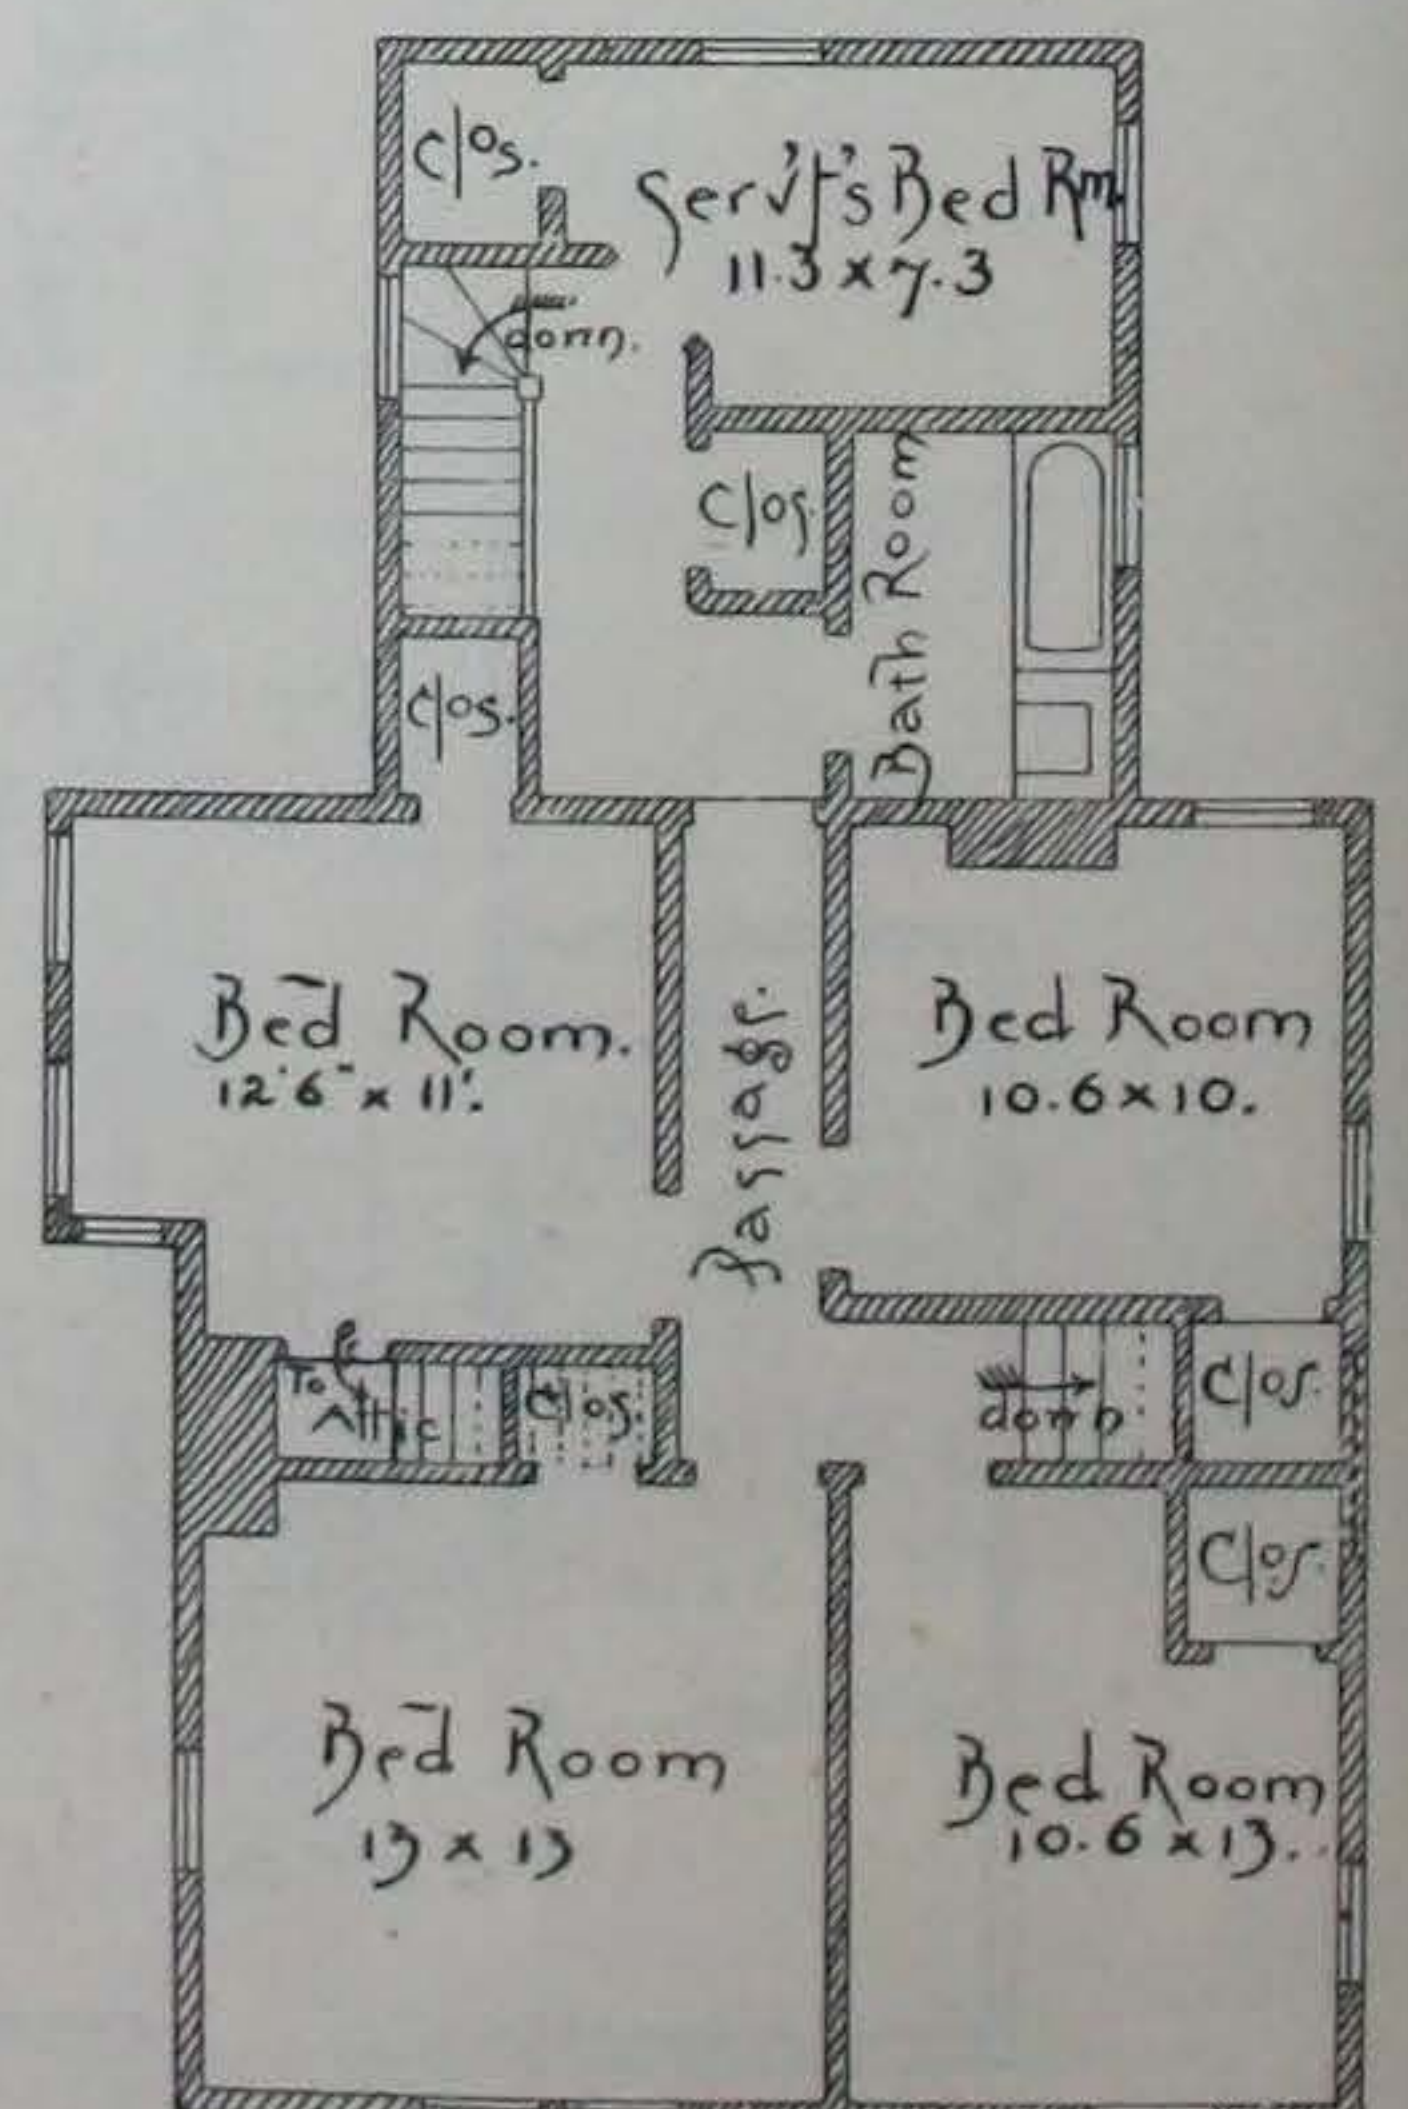 Clos.
Serv't's Bed Rm.
11.3 x 7.3
down.
Clos.
Bath Room
Clos.
Bed Room.
12'6" x 11'.
Passage.
Bed Room
10.6 x 10.
To
Attic
Clos.
down
Clos.
Clos.
Bed Room
13 x 13
Bed Room
10.6 x 13.